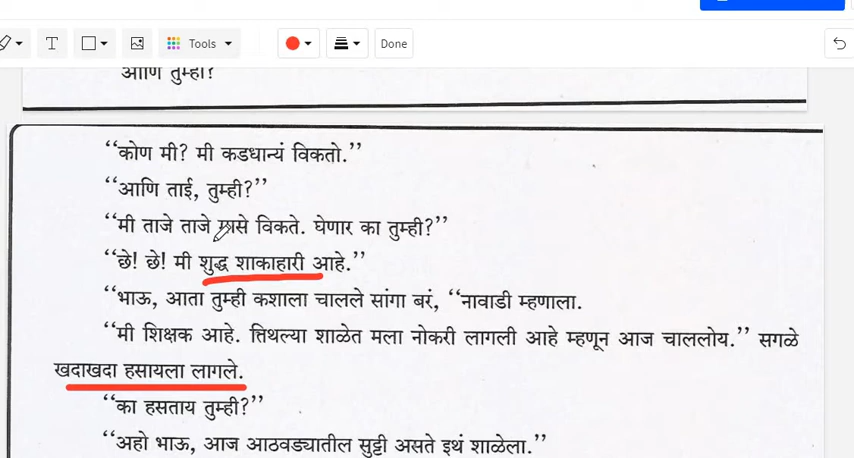 Tools
Done
आणि तुम्ही?
“कोण मी? मी कडधान्यं विकतो.”
“आणि ताई, तुम्ही?”
“मी ताजे ताजे मासे विकते. घेणार का तुम्ही?”
“छे! छे! मी शुद्ध शाकाहारी आहे.”
“भाऊ, आता तुम्ही कशाला चालले सांगा बरं, “नावाडी म्हणाला.
“मी शिक्षक आहे. तिथल्या शाळेत मला नोकरी लागली आहे म्हणून आज चाललोय.” सगळे
खदाखदा हसायला लागले.
“का हसताय तुम्ही?”
“अहो भाऊ, आज आठवड्यातील सुट्टी असते इथं शाळेला.”